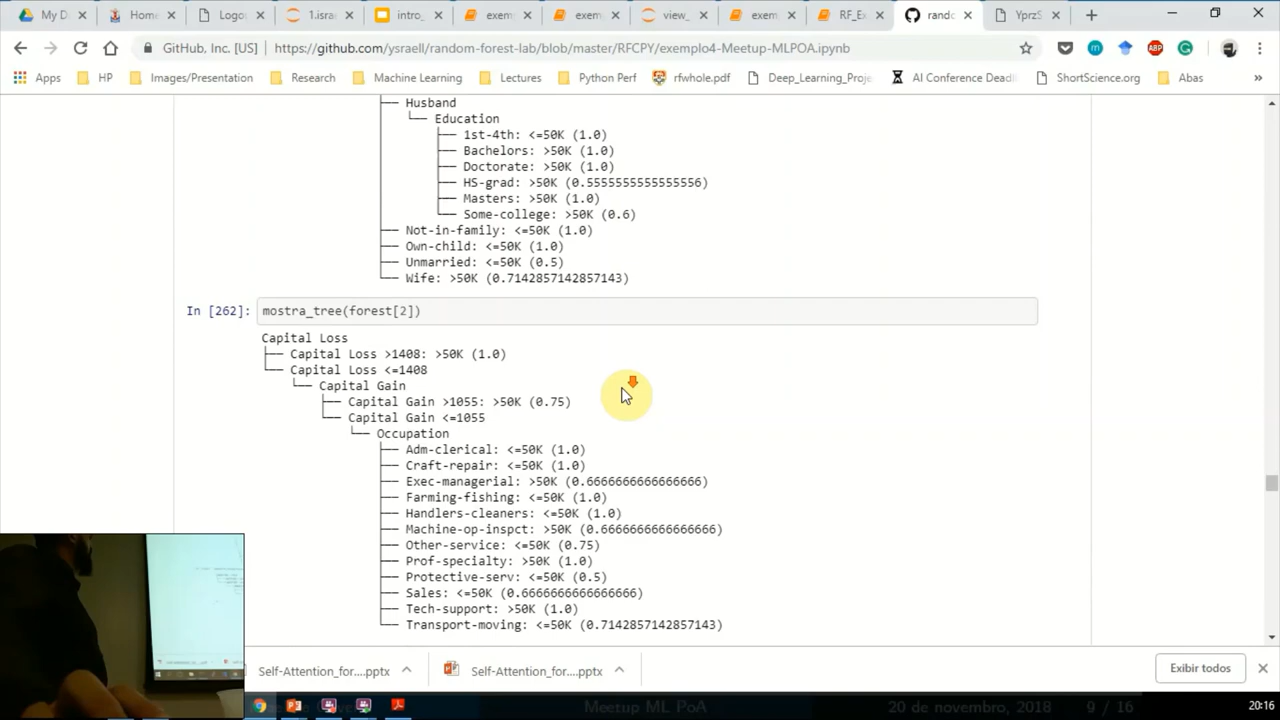 My D
Home
Logou
1.isra
intro_
exem
exem
view_
exem
RF_Ex
rando
YprzS
GitHub, Inc. [US]
https://github.com/ysraell/random-forest-lab/blob/master/RFCPY/exemplo4-Meetup-MLPOA.ipynb
Apps
HP
Images/Presentation
Research
Machine Learning
Lectures
Python Perf
rfwhole.pdf
Deep_Learning_Proje
AI Conference Deadl
ShortScience.org
Abas
»
Husband
Education
1st-4th: <=50K (1.0)
Bachelors: >50K (1.0)
Doctorate: >50K (1.0)
HS-grad: >50K (0.5555555555555556)
Masters: >50K (1.0)
Some-college: >50K (0.6)
Not-in-family: <=50K (1.0)
Own-child: <=50K (1.0)
Unmarried: <=50K (0.5)
Wife: >50K (0.7142857142857143)
In [262]: mostra_tree(forest[2])
Capital Loss
Capital Loss >1408: >50K (1.0)
Capital Loss <=1408
Capital Gain
Capital Gain >1055: >50K (0.75)
Capital Gain <=1055
Occupation
Adm-clerical: <=50K (1.0)
Craft-repair: <=50K (1.0)
Exec-managerial: >50K (0.6666666666666666)
Farming-fishing: <=50K (1.0)
Handlers-cleaners: <=50K (1.0)
Machine-op-inspct: >50K (0.6666666666666666)
Other-service: <=50K (0.75)
Prof-specialty: >50K (1.0)
Protective-serv: <=50K (0.5)
Sales: <=50K (0.6666666666666666)
Tech-support: >50K (1.0)
Transport-moving: <=50K (0.7142857142857143)
Self-Attention_for....pptx
Self-Attention_for....pptx
Exibir todos
Meetup ML PoA
20 de novembro, 2018
9 / 16
20:16